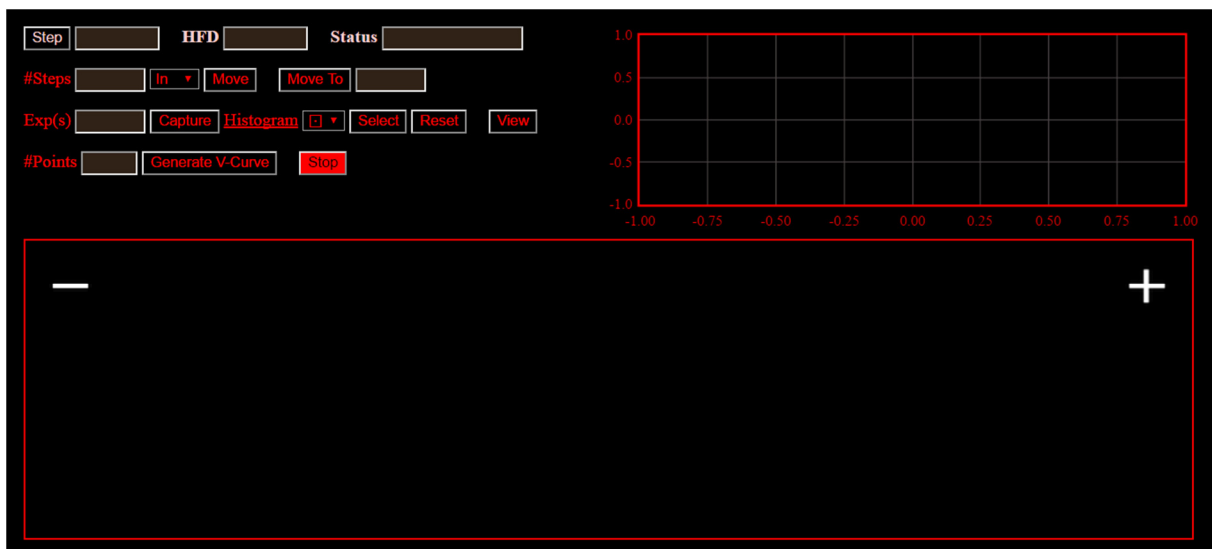 Step HFD Status
#Steps In Move Move To
Exp(s) Capture Histogram Select Reset View
#Points Generate V-Curve Stop
1.0
0.5
0.0
-0.5
-1.0
-1.00 -0.75 -0.50 -0.25 0.00 0.25 0.50 0.75 1.00